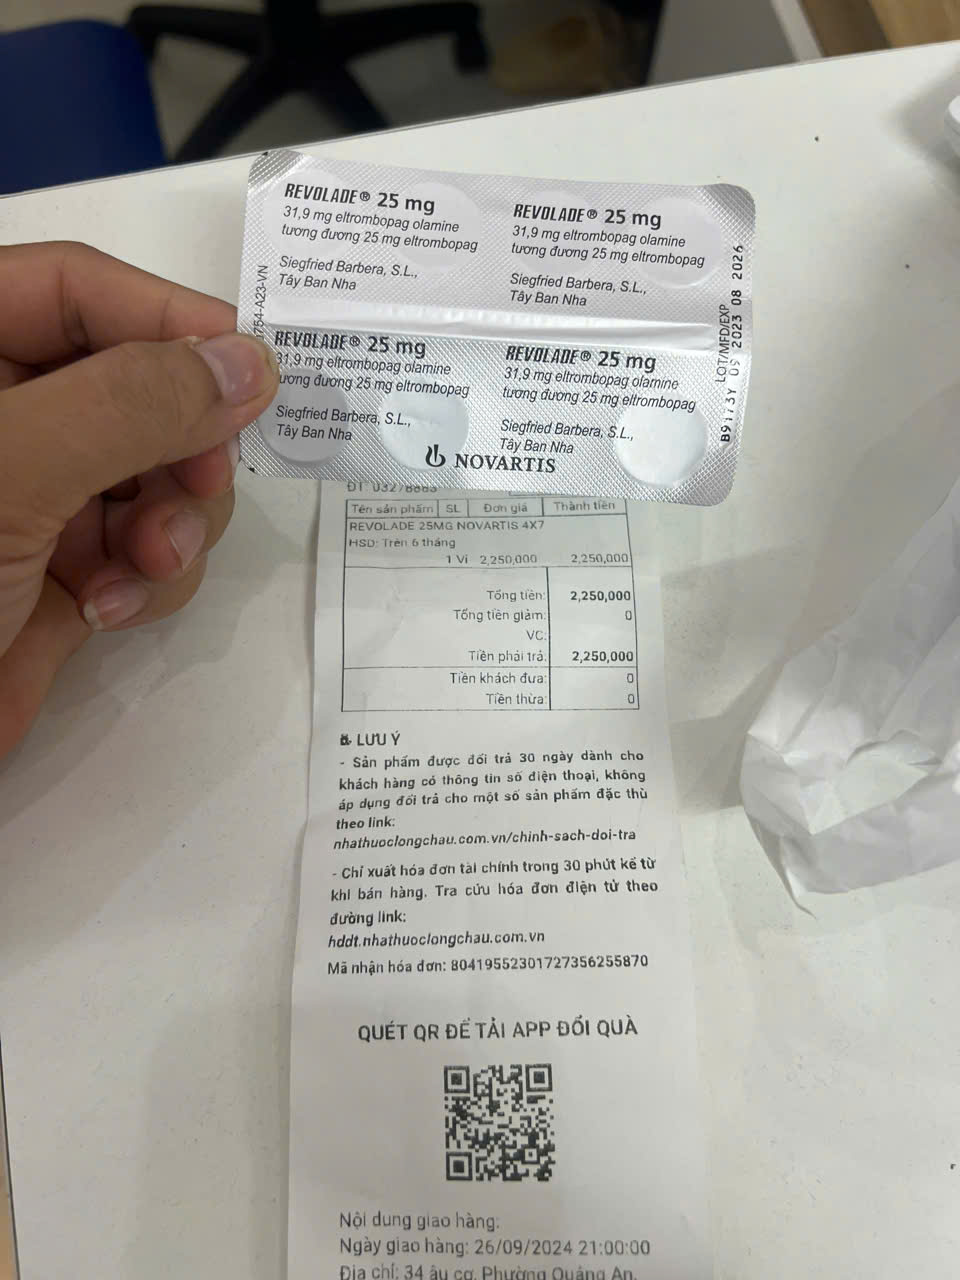 REVOLADE® 25 mg
31,9 mg eltrombopag olamine
tương đương 25 mg eltrombopag
Siegfried Barbera, S.L.,
Tây Ban Nha
REVOLADE® 25 mg
31,9 mg eltrombopag olamine
tương đương 25 mg eltrombopag
Siegfried Barbera, S.L.,
Tây Ban Nha
REVOLADE® 25 mg
31,9 mg eltrombopag olamine
tương đương 25 mg eltrombopag
Siegfried Barbera, S.L.,
Tây Ban Nha
REVOLADE® 25 mg
31,9 mg eltrombopag olamine
tương đương 25 mg eltrombopag
Siegfried Barbera, S.L.,
Tây Ban Nha
NOVARTIS
754-A23-VN
LOT/MFD/EXP
B9173Y 09 2023 08 2026
Tên sản phẩm SL Đơn giá Thành tiền
REVOLADE 25MG NOVARTIS 4X7
HSD: Trên 6 tháng
1 Vỉ 2,250,000 2,250,000
Tổng tiền: 2,250,000
Tổng tiền giảm: 0
VC:
Tiền phải trả: 2,250,000
Tiền khách đưa: 0
Tiền thừa: 0
LƯU Ý
- Sản phẩm được đổi trả 30 ngày dành cho
khách hàng có thông tin số điện thoại, không
áp dụng đổi trả cho một số sản phẩm đặc thù
theo link:
nhathuoclongchau.com.vn/chinh-sach-doi-tra
- Chỉ xuất hóa đơn tài chính trong 30 phút kể từ
khi bán hàng. Tra cứu hóa đơn điện tử theo
đường link:
hddt.nhathuoclongchau.com.vn
Mã nhận hóa đơn: 80419552301727356255870
QUÉT QR ĐỂ TẢI APP ĐỔI QUÀ
Nội dung giao hàng:
Ngày giao hàng: 26/09/2024 21:00:00
Địa chỉ: 34 âu cơ, Phường Quảng An,